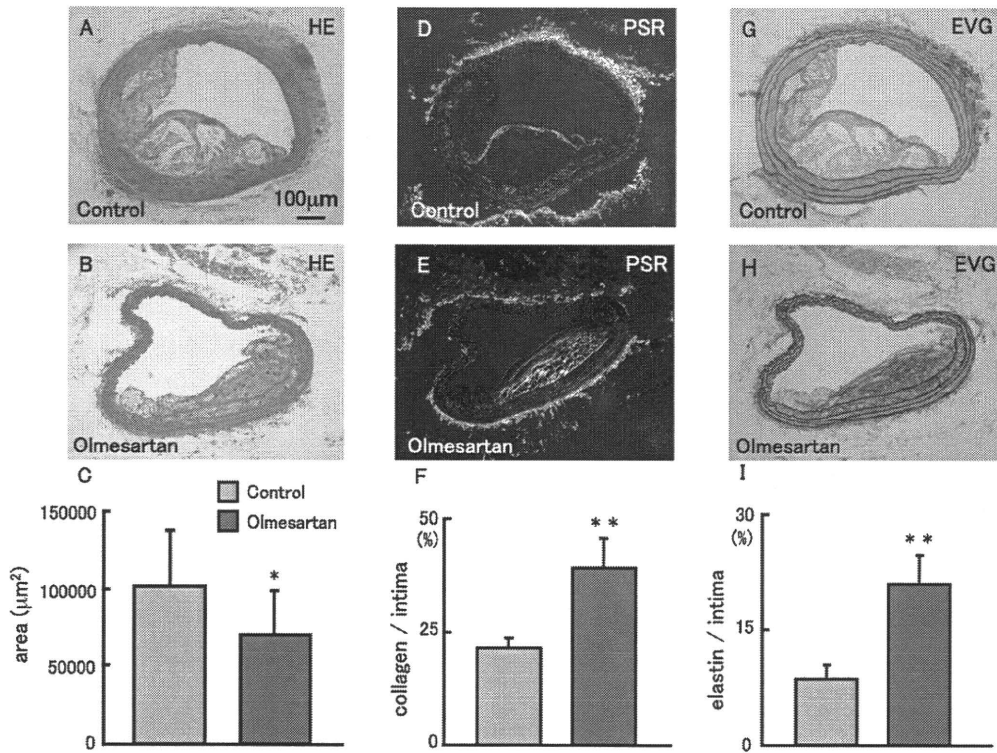 A HE
Control 100μm
D PSR
Control
G EVG
Control
B HE
Olmesartan
E PSR
Olmesartan
H EVG
Olmesartan
C
Control
Olmesartan
150000
100000
50000
0
area (μm²)
*
F
50
(%)
25
0
collagen / intima
**
I
30
(%)
15
0
elastin / intima
**